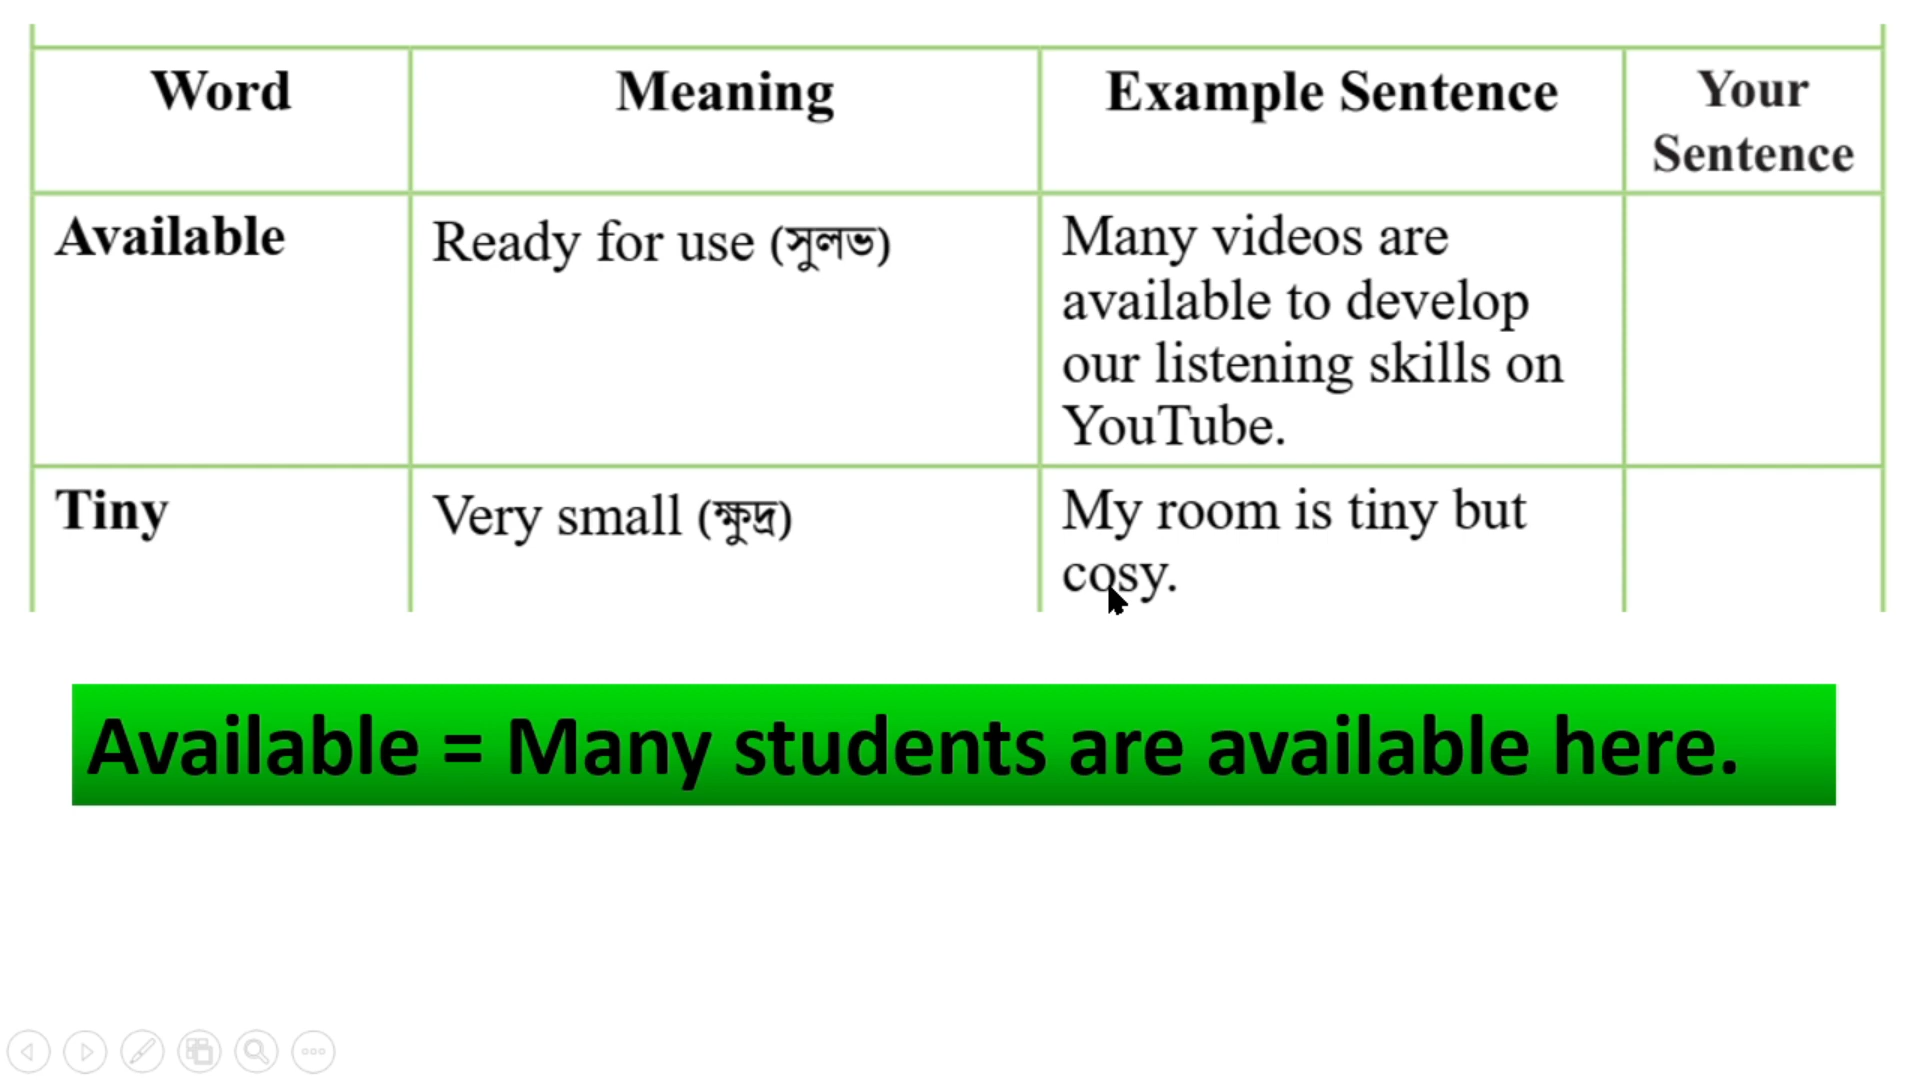 Word
Meaning
Example Sentence
Your
Sentence
Available
Ready for use (সুলভ)
Many videos are
available to develop
our listening skills on
YouTube.
Tiny
Very small (ক্ষুদ্র)
My room is tiny but
cosy.
Available = Many students are available here.